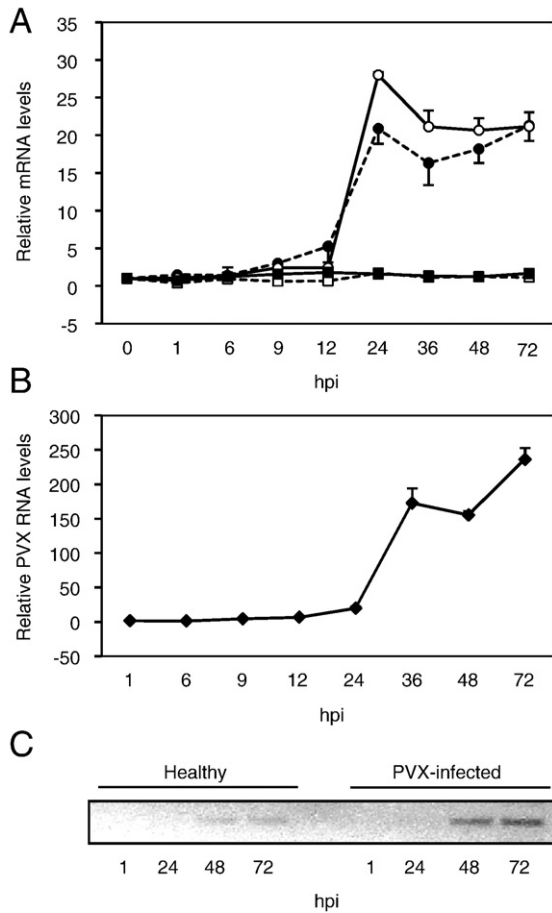 A
Relative mRNA levels
35
30
25
20
15
10
5
0
-5
0 1 6 9 12 24 36 48 72
hpi
B
Relative PVX RNA levels
300
250
200
150
100
50
0
-50
1 6 9 12 24 36 48 72
hpi
C
Healthy PVX-infected
1 24 48 72 1 24 48 72
hpi